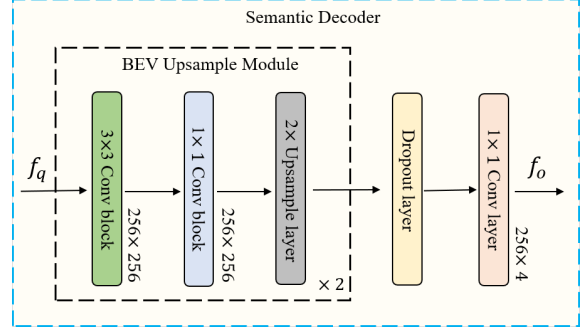 Semantic Decoder
BEV Upsample Module
f_q
3×3 Conv block
256×256
1×1 Conv block
256×256
2× Upsample layer
×2
Dropout layer
1×1 Conv layer
256×4
f_o